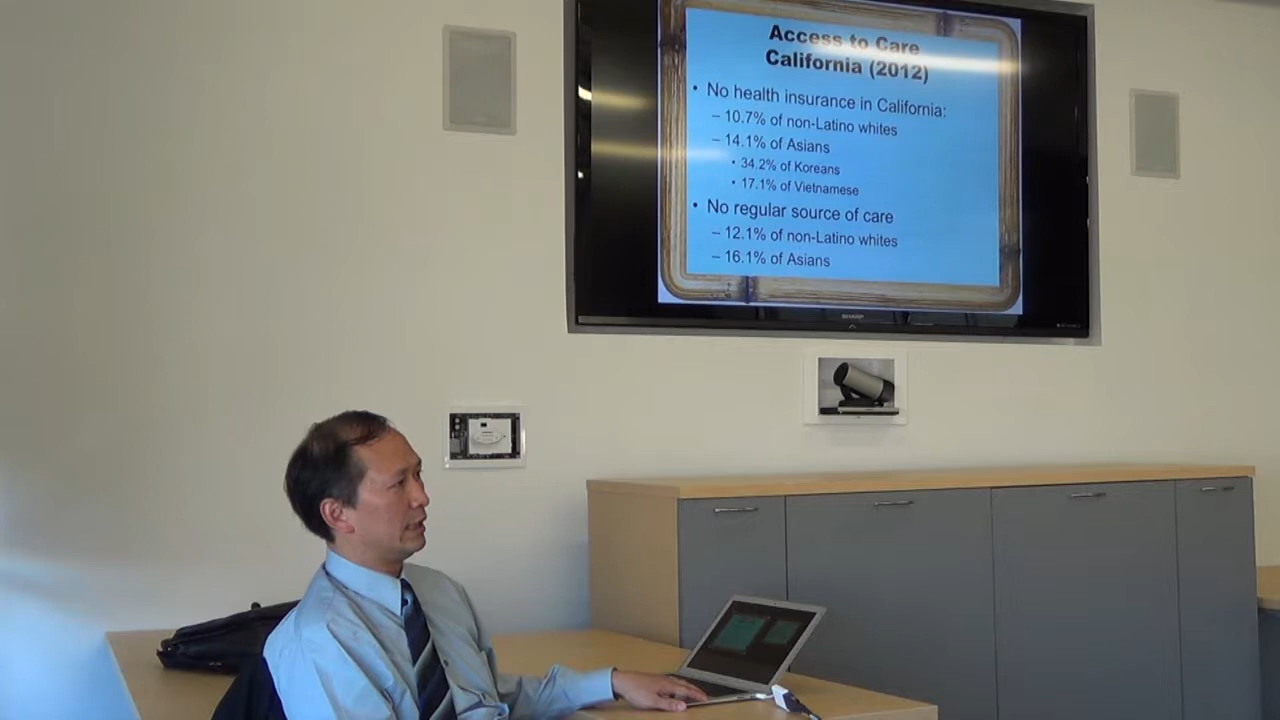 Access to Care
California (2012)
• No health insurance in California:
– 10.7% of non-Latino whites
– 14.1% of Asians
• 34.2% of Koreans
• 17.1% of Vietnamese
• No regular source of care
– 12.1% of non-Latino whites
– 16.1% of Asians
SHARP